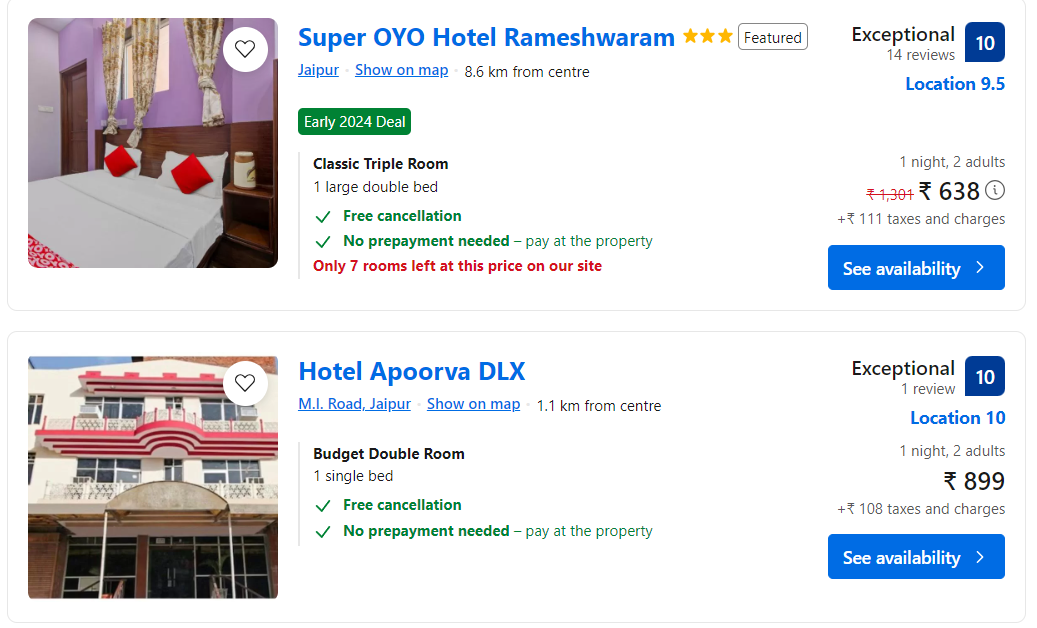 Super OYO Hotel Rameshwaram Featured
Jaipur Show on map 8.6 km from centre
Early 2024 Deal
Classic Triple Room
1 large double bed
Free cancellation
No prepayment needed – pay at the property
Only 7 rooms left at this price on our site
Exceptional 10
14 reviews
Location 9.5
1 night, 2 adults
₹ 1,301 ₹ 638
+₹ 111 taxes and charges
See availability
Hotel Apoorva DLX
M.I. Road, Jaipur Show on map 1.1 km from centre
Budget Double Room
1 single bed
Free cancellation
No prepayment needed – pay at the property
Exceptional 10
1 review
Location 10
1 night, 2 adults
₹ 899
+₹ 108 taxes and charges
See availability